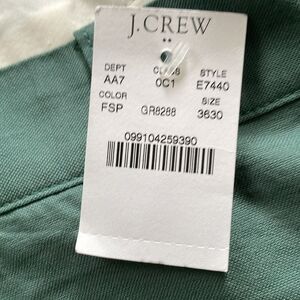 J.CREW
DEPT CLASS STYLE
AA7 0C1 E7440
COLOR SIZE
FSP GR8288 3630
099104259390